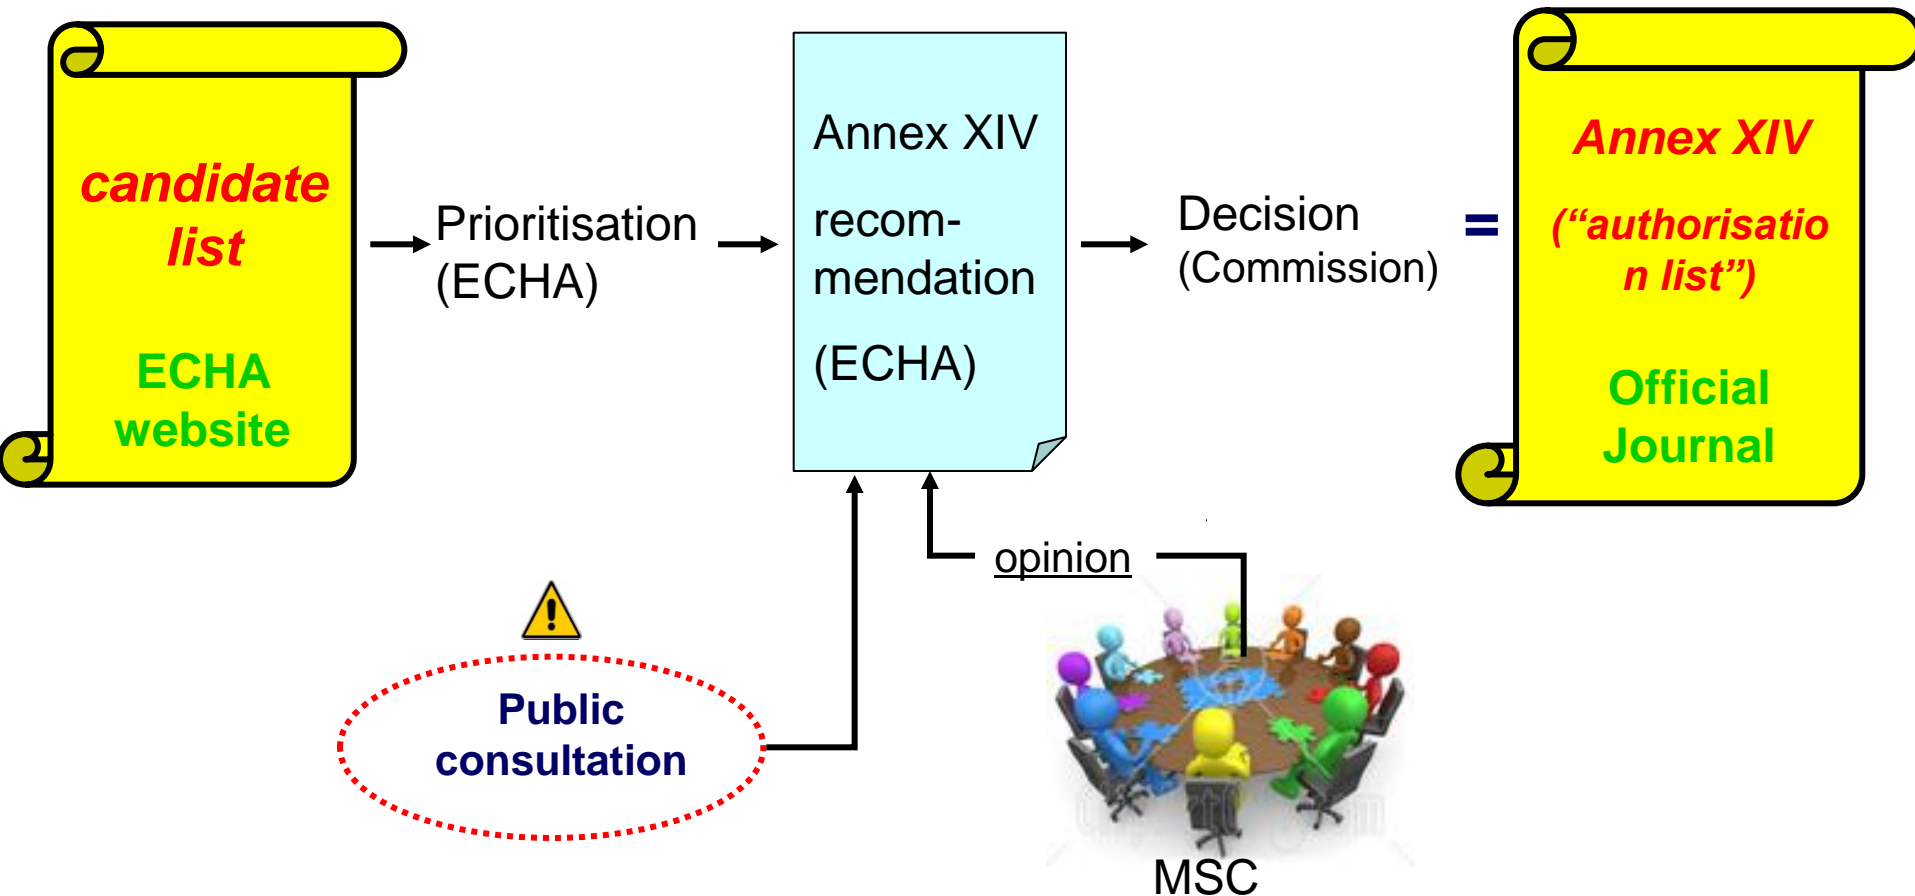 candidate
list
ECHA
website
Prioritisation
(ECHA)
Annex XIV
recom-
mendation
(ECHA)
Decision
(Commission)
=
Annex XIV
(“authorisatio
n list”)
Official
Journal
opinion
Public
consultation
MSC